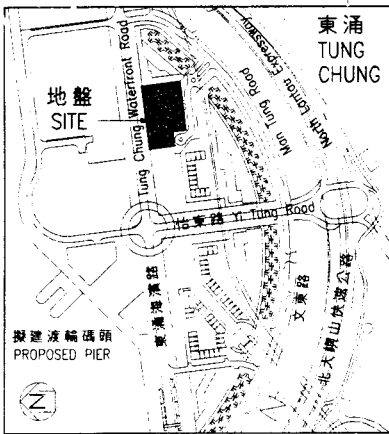 東涌
TUNG
CHUNG
地盤
SITE
Tung Chung Waterfront Road
Man Tung Road
North Lantau Expressway
怡東路 Yi Tung Road
東涌海濱路
文東路
北大嶼山快速公路
擬建渡輪碼頭
PROPOSED PIER
N